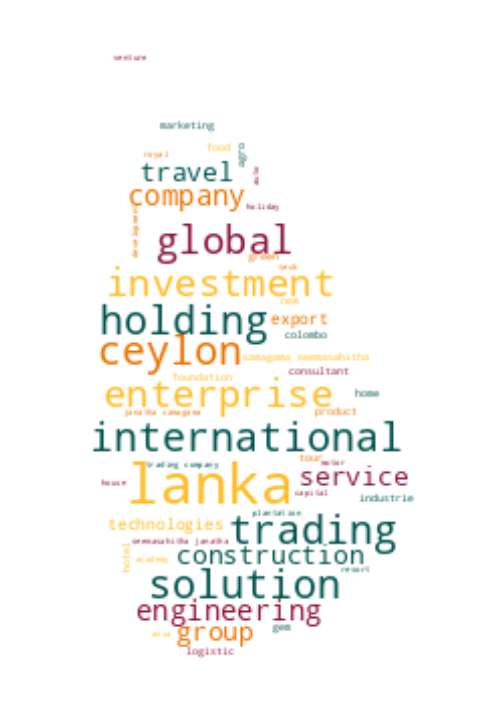 venture
marketing
food
agro
royal
travel
asia
company
holiday
development
global
green
tech
investment
new
holding
export
colombo
ceylon
samagama seemasahitha
consultant
foundation
enterprise
home
janatha samagama
product
international
tour
motor
trading company
lanka
service
house
capital
industrie
plantation
technologies
trading
seemasahitha janatha
construction
hotel
academy
resort
solution
engineering
group
gem
logistic